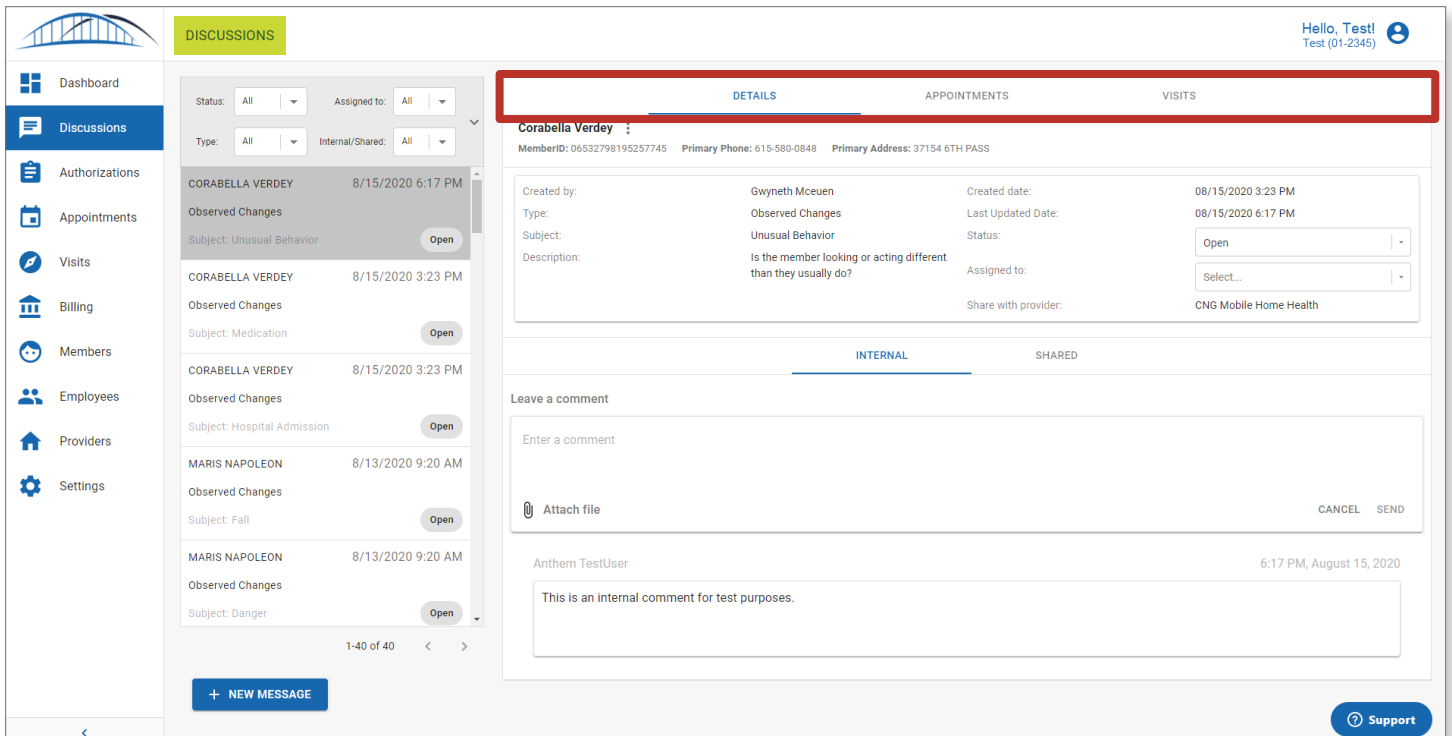 DISCUSSIONS
Hello, Test!
Test (01-2345)
Dashboard
Discussions
Authorizations
Appointments
Visits
Billing
Members
Employees
Providers
Settings
Status: All Assigned to: All
Type: All Internal/Shared: All
CORABELLA VERDEY 8/15/2020 6:17 PM
Observed Changes
Subject: Unusual Behavior Open
CORABELLA VERDEY 8/15/2020 3:23 PM
Observed Changes
Subject: Medication Open
CORABELLA VERDEY 8/15/2020 3:23 PM
Observed Changes
Subject: Hospital Admission Open
MARIS NAPOLEON 8/13/2020 9:20 AM
Observed Changes
Subject: Fall Open
MARIS NAPOLEON 8/13/2020 9:20 AM
Observed Changes
Subject: Danger Open
1-40 of 40
+ NEW MESSAGE
DETAILS APPOINTMENTS VISITS
Corabella Verdey
MemberID: 06532798195257745 Primary Phone: 615-580-0848 Primary Address: 37154 6TH PASS
Created by: Gwyneth Mceuen Created date: 08/15/2020 3:23 PM
Type: Observed Changes Last Updated Date: 08/15/2020 6:17 PM
Subject: Unusual Behavior Status: Open
Description: Is the member looking or acting different
than they usually do? Assigned to: Select...
Share with provider: CNG Mobile Home Health
INTERNAL SHARED
Leave a comment
Enter a comment
Attach file CANCEL SEND
Anthem TestUser 6:17 PM, August 15, 2020
This is an internal comment for test purposes.
Support